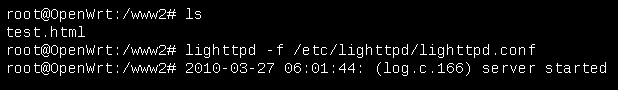 root@OpenWrt:/www2# ls
test.html
root@OpenWrt:/www2# lighttpd -f /etc/lighttpd/lighttpd.conf
root@OpenWrt:/www2# 2010-03-27 06:01:44: (log.c.166) server started